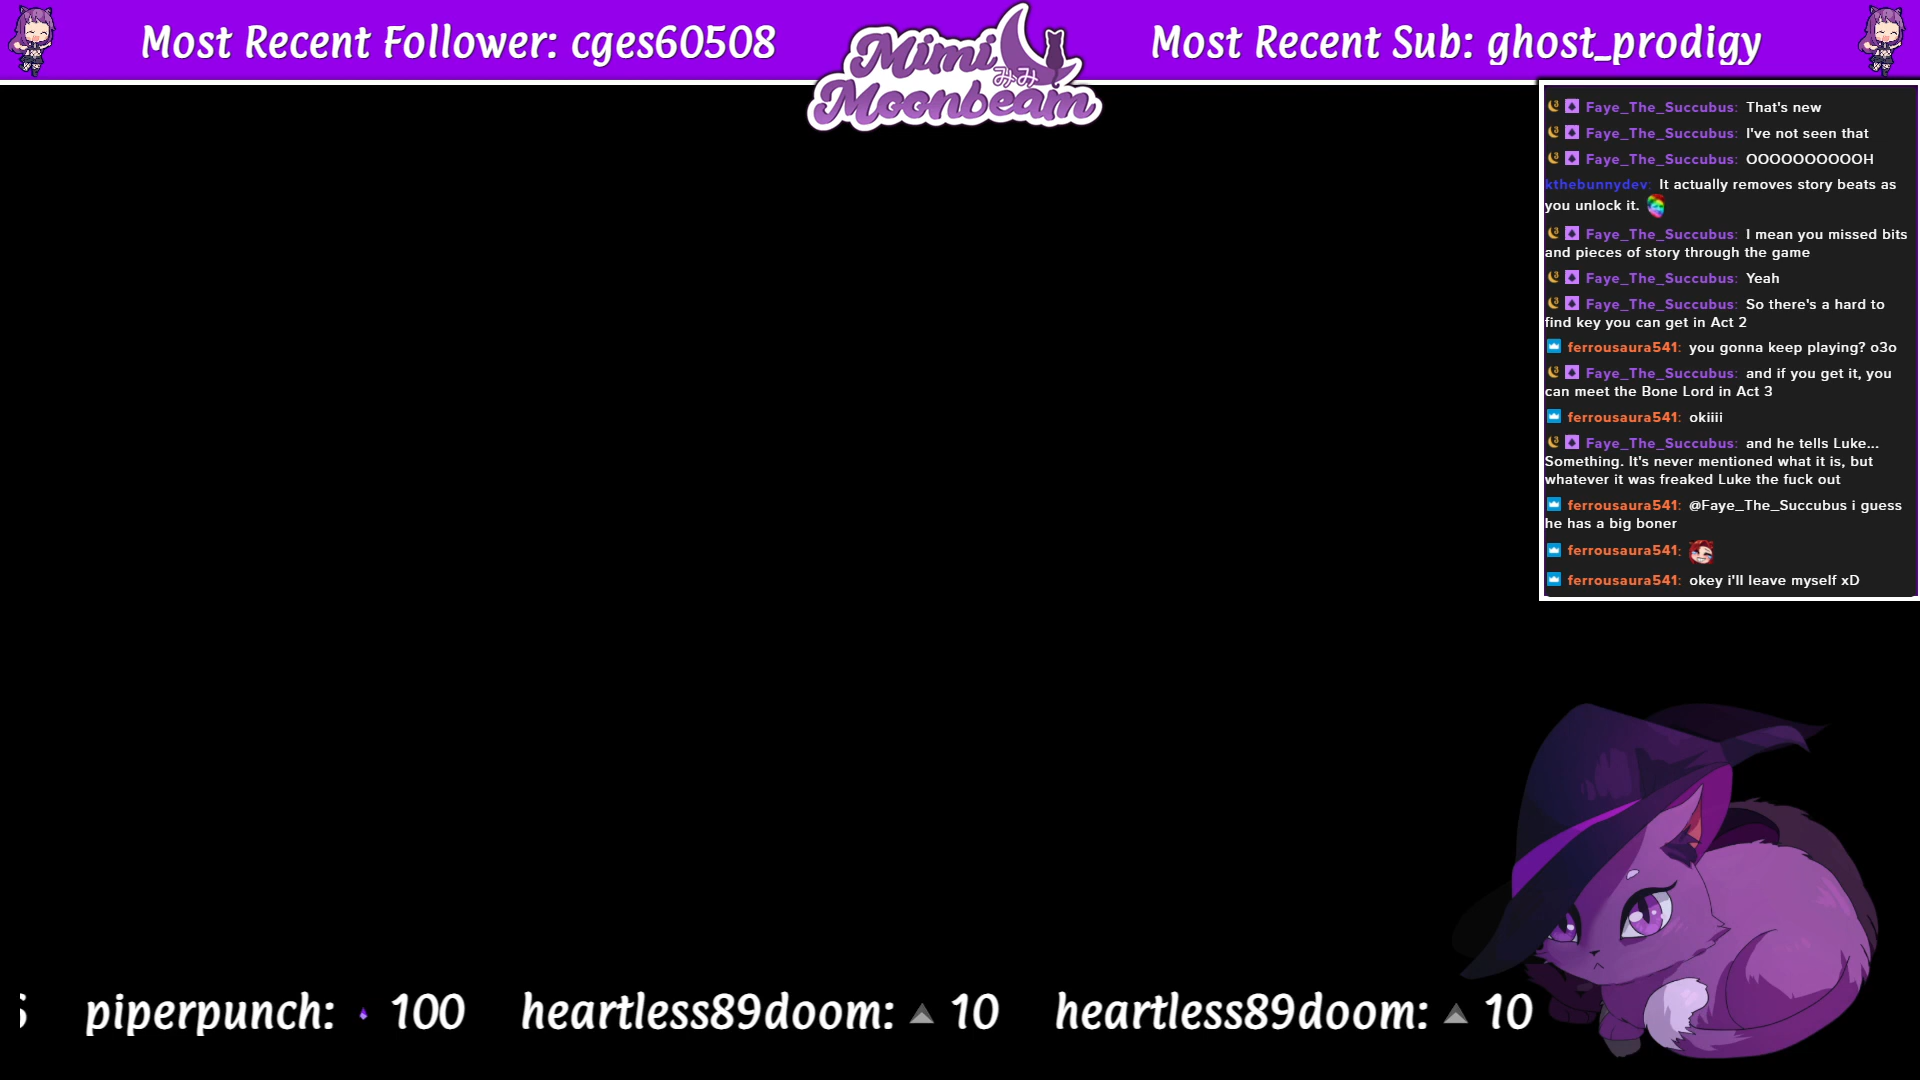 Most Recent Follower: cges60508
Mimi
みみ
Moonbeam
Most Recent Sub: ghost_prodigy
Faye_The_Succubus: That's new
Faye_The_Succubus: I've not seen that
Faye_The_Succubus: OOOOOOOOOOH
kthebunnydev: It actually removes story beats as
you unlock it.
Faye_The_Succubus: I mean you missed bits
and pieces of story through the game
Faye_The_Succubus: Yeah
Faye_The_Succubus: So there's a hard to
find key you can get in Act 2
ferrousaura541: you gonna keep playing? o3o
Faye_The_Succubus: and if you get it, you
can meet the Bone Lord in Act 3
ferrousaura541: okiiii
Faye_The_Succubus: and he tells Luke...
Something. It's never mentioned what it is, but
whatever it was freaked Luke the fuck out
ferrousaura541: @Faye_The_Succubus i guess
he has a big boner
ferrousaura541:
ferrousaura541: okey i'll leave myself xD
piperpunch: 100 heartless89doom: 10 heartless89doom: 10